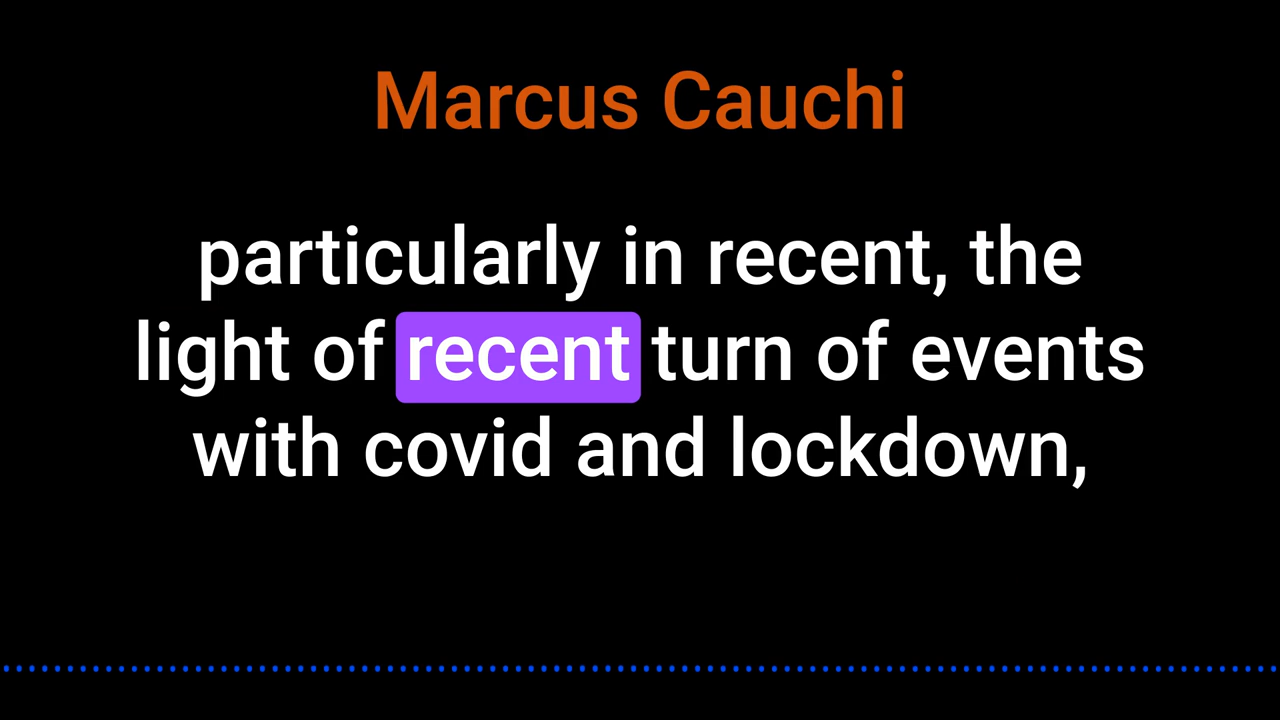 Marcus Cauchi
particularly in recent, the
light of recent turn of events
with covid and lockdown,